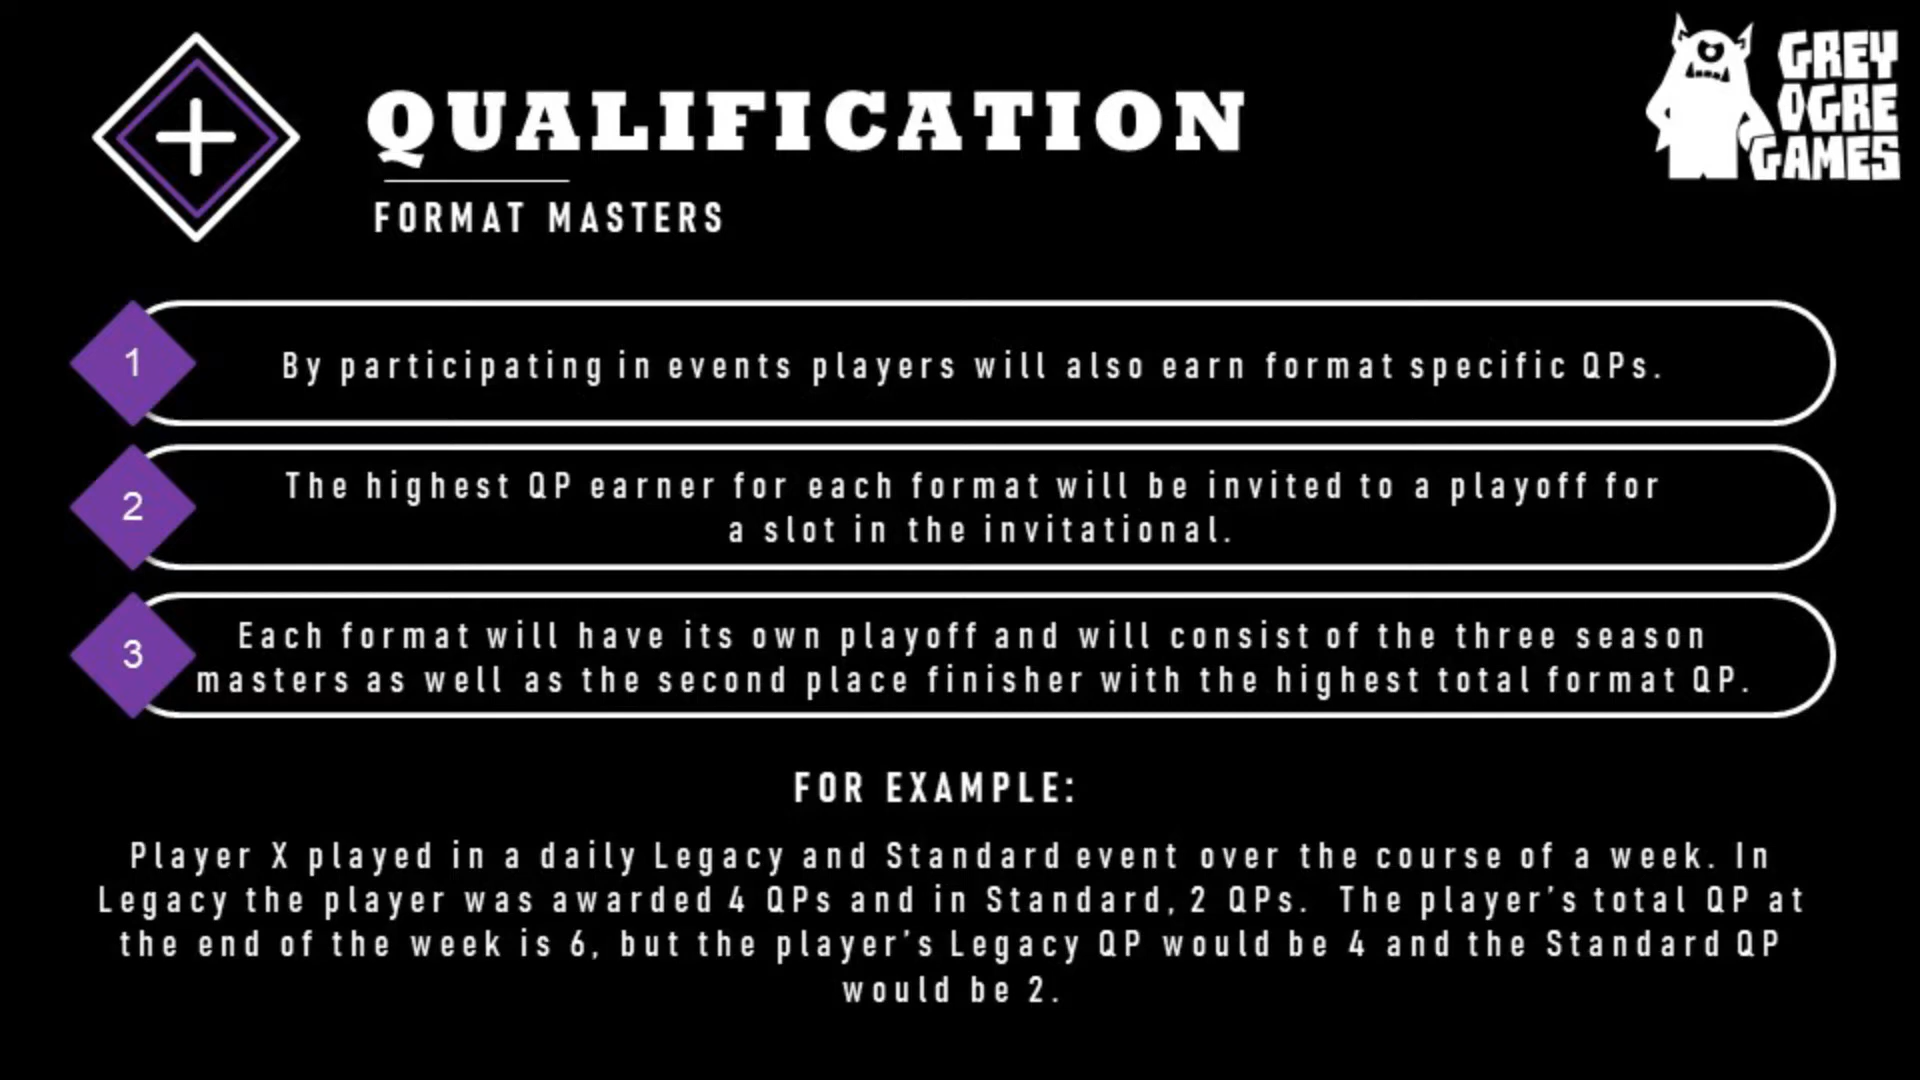 QUALIFICATION
FORMAT MASTERS
GREY
OGRE
GAMES
1
By participating in events players will also earn format specific QPs.
2
The highest QP earner for each format will be invited to a playoff for
a slot in the invitational.
3
Each format will have its own playoff and will consist of the three season
masters as well as the second place finisher with the highest total format QP.
FOR EXAMPLE:
Player X played in a daily Legacy and Standard event over the course of a week. In
Legacy the player was awarded 4 QPs and in Standard, 2 QPs. The player's total QP at
the end of the week is 6, but the player's Legacy QP would be 4 and the Standard QP
would be 2.